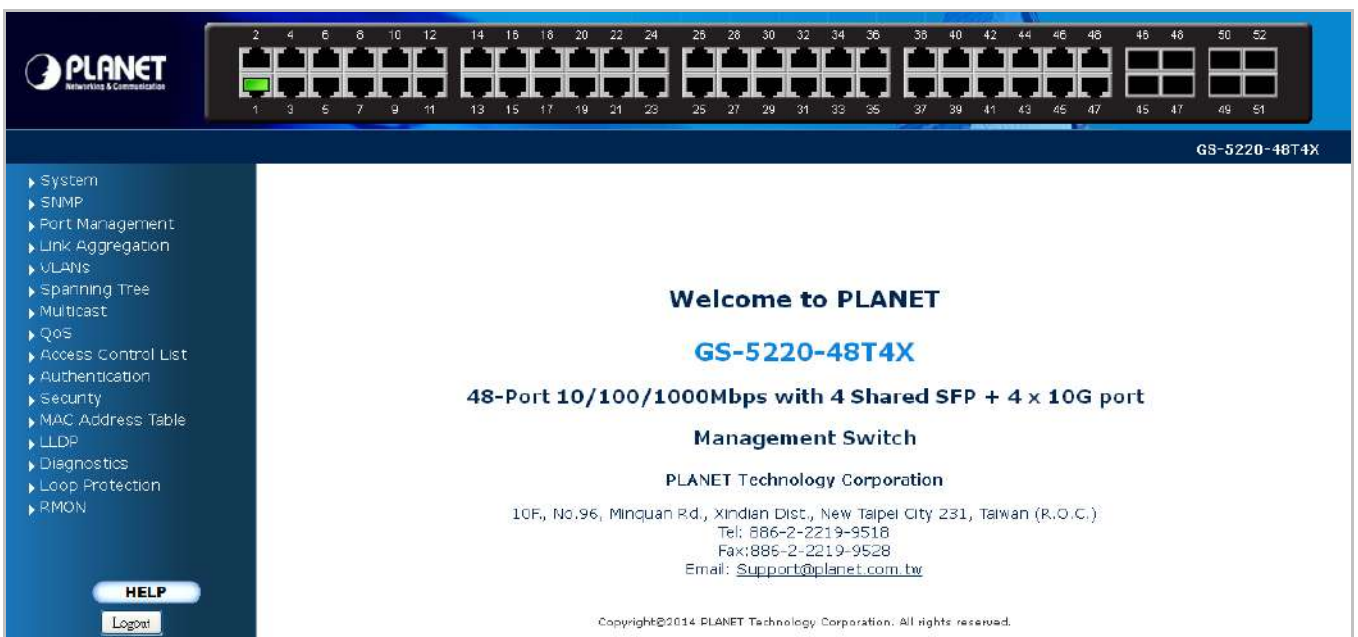 2 4 6 8 10 12 14 16 18 20 22 24 26 28 30 32 34 36 38 40 42 44 46 48 46 48 50 52
PLANET
Networking & Communication
1 3 5 7 9 11 13 15 17 19 21 23 25 27 29 31 33 35 37 39 41 43 45 47 45 47 49 51
GS-5220-48T4X
System
SNMP
Port Management
Link Aggregation
VLANs
Spanning Tree
Multicast
QoS
Access Control List
Authentication
Security
MAC Address Table
LLDP
Diagnostics
Loop Protection
RMON
HELP
Logout
Welcome to PLANET
GS-5220-48T4X
48-Port 10/100/1000Mbps with 4 Shared SFP + 4 x 10G port
Management Switch
PLANET Technology Corporation
10F., No.96, Minquan Rd., Xindian Dist., New Taipei City 231, Taiwan (R.O.C.)
Tel: 886-2-2219-9518
Fax:886-2-2219-9528
Email: Support@planet.com.tw
Copyright©2014 PLANET Technology Corporation. All rights reserved.